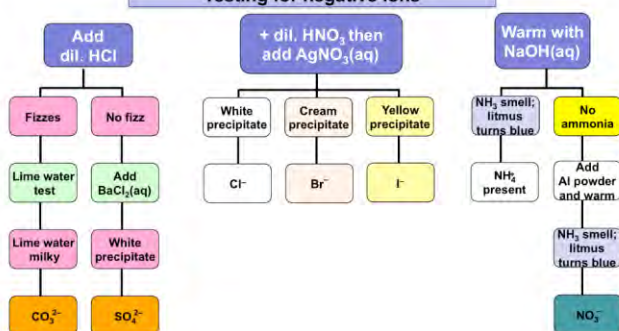 Testing for negative ions
Add
dil. HCl
+ dil. HNO₃ then
add AgNO₃(aq)
Warm with
NaOH(aq)
Fizzes
No fizz
White
precipitate
Cream
precipitate
Yellow
precipitate
NH₃ smell;
litmus
turns blue
No
ammonia
Lime water
test
Add
BaCl₂(aq)
Cl⁻
Br⁻
I⁻
NH₄⁺
present
Add
Al powder
and warm
Lime water
milky
White
precipitate
NH₃ smell;
litmus
turns blue
CO₃²⁻
SO₄²⁻
NO₃⁻